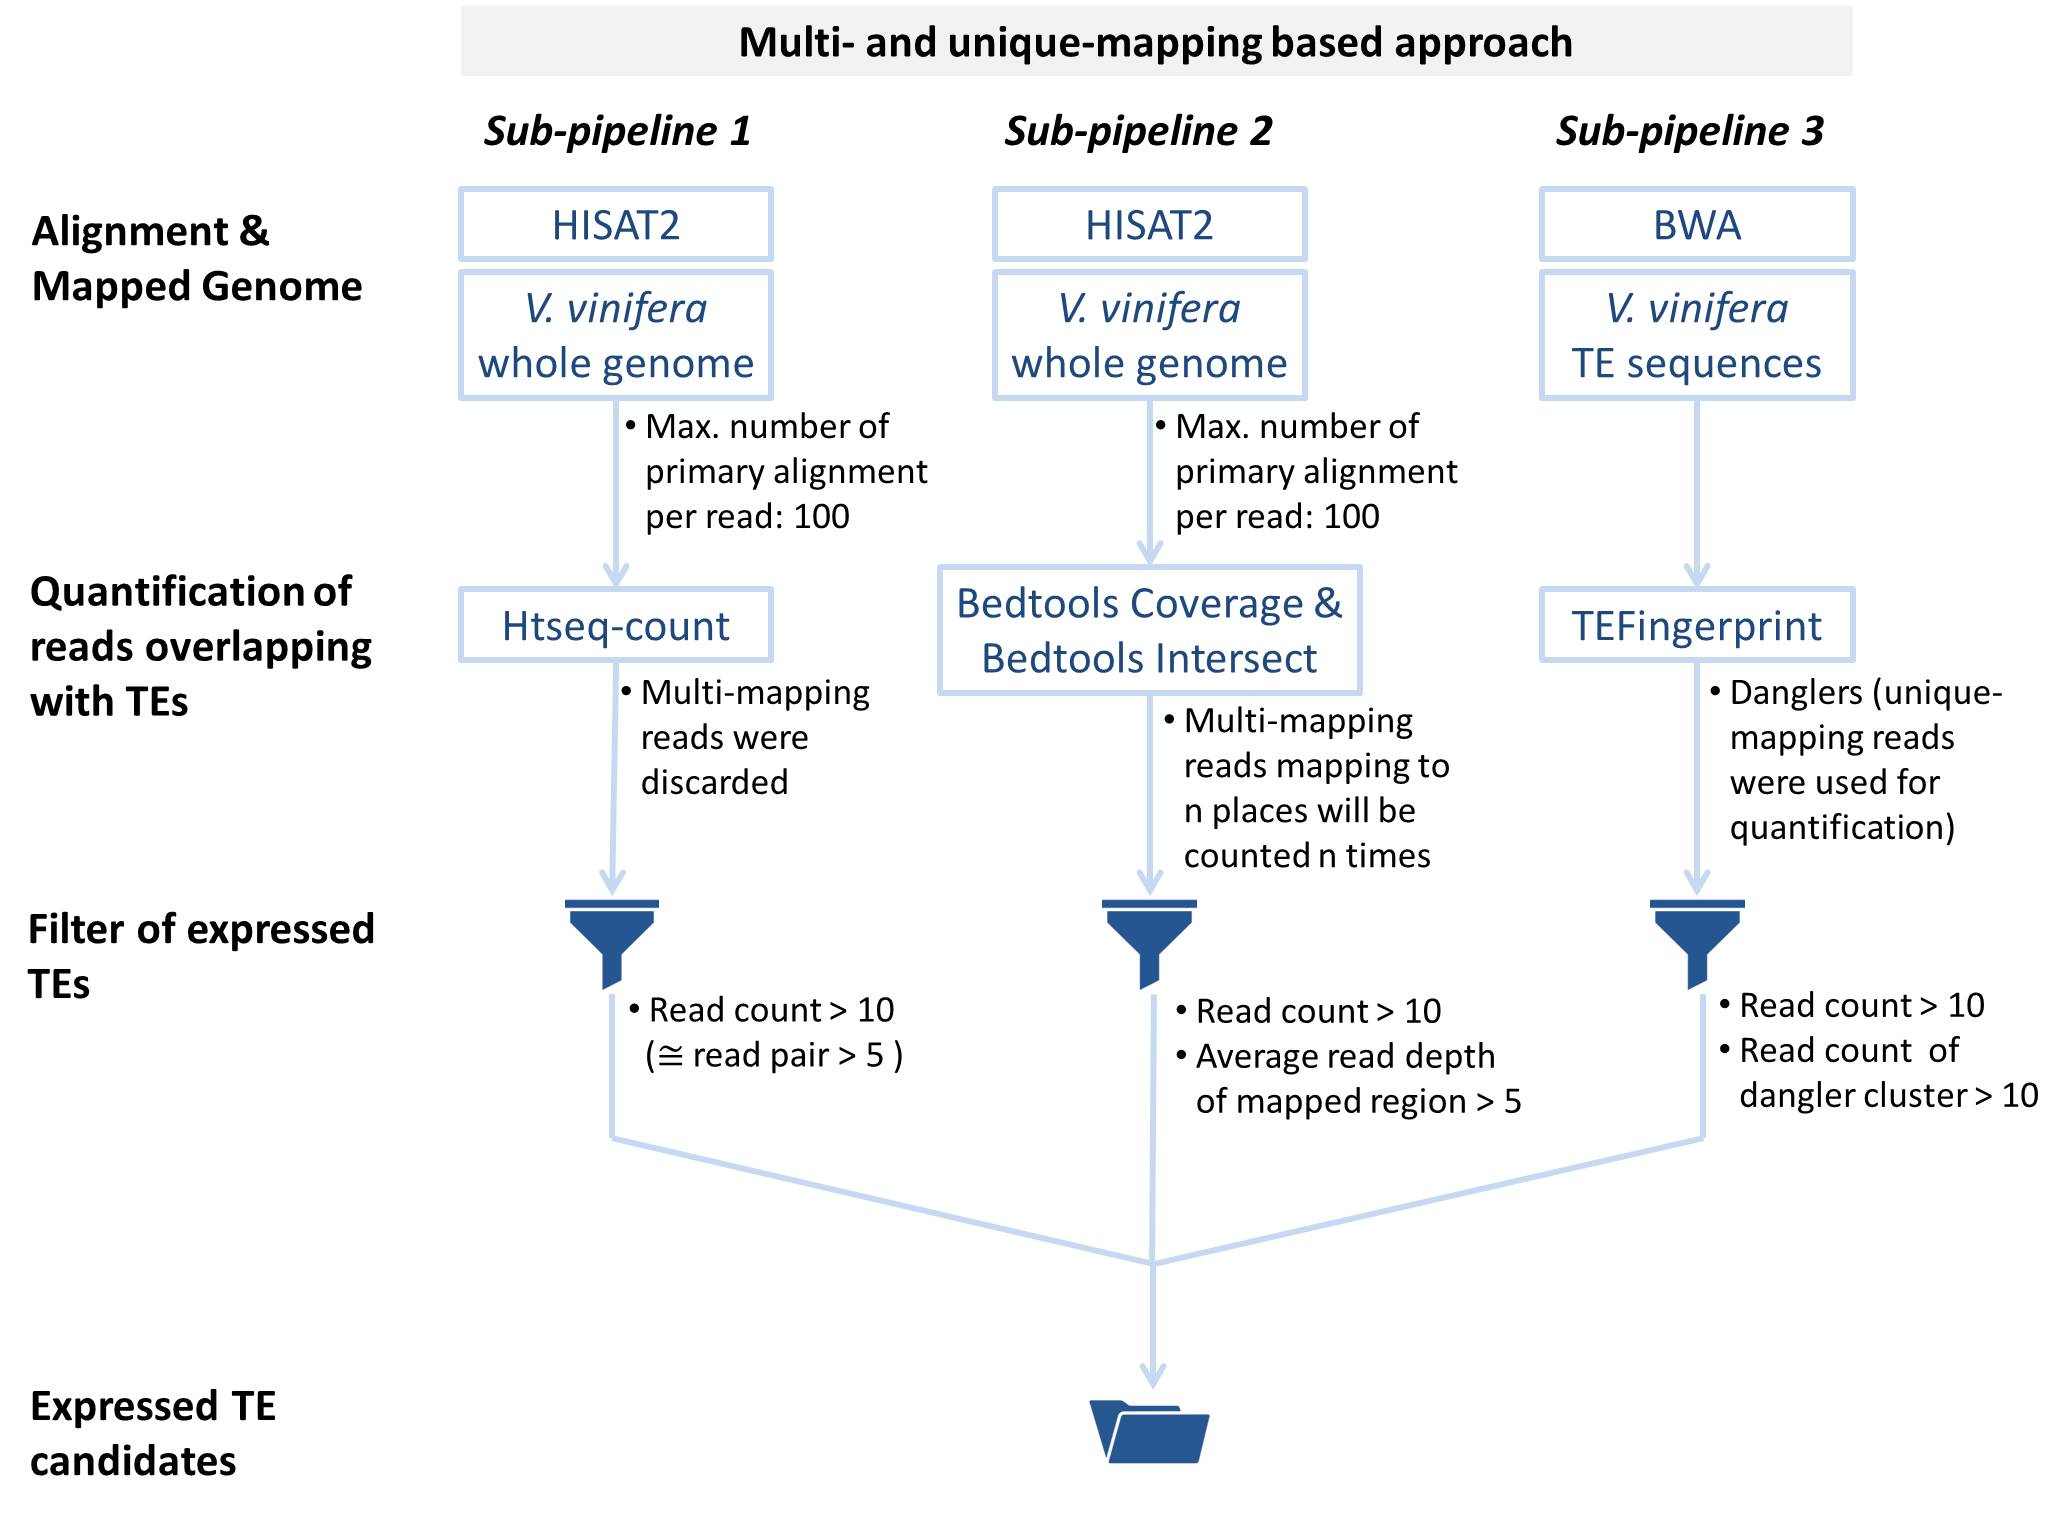 Multi- and unique-mapping based approach
Sub-pipeline 1
Sub-pipeline 2
Sub-pipeline 3
Alignment &
Mapped Genome
HISAT2
V. vinifera
whole genome
HISAT2
V. vinifera
whole genome
BWA
V. vinifera
TE sequences
• Max. number of
primary alignment
per read: 100
• Max. number of
primary alignment
per read: 100
Quantification of
reads overlapping
with TEs
Htseq-count
Bedtools Coverage &
Bedtools Intersect
TEFingerprint
• Multi-mapping
reads were
discarded
• Multi-mapping
reads mapping to
n places will be
counted n times
• Danglers (unique-
mapping reads
were used for
quantification)
Filter of expressed
TEs
• Read count > 10
(≅ read pair > 5 )
• Read count > 10
• Average read depth
of mapped region > 5
• Read count > 10
• Read count of
dangler cluster > 10
Expressed TE
candidates